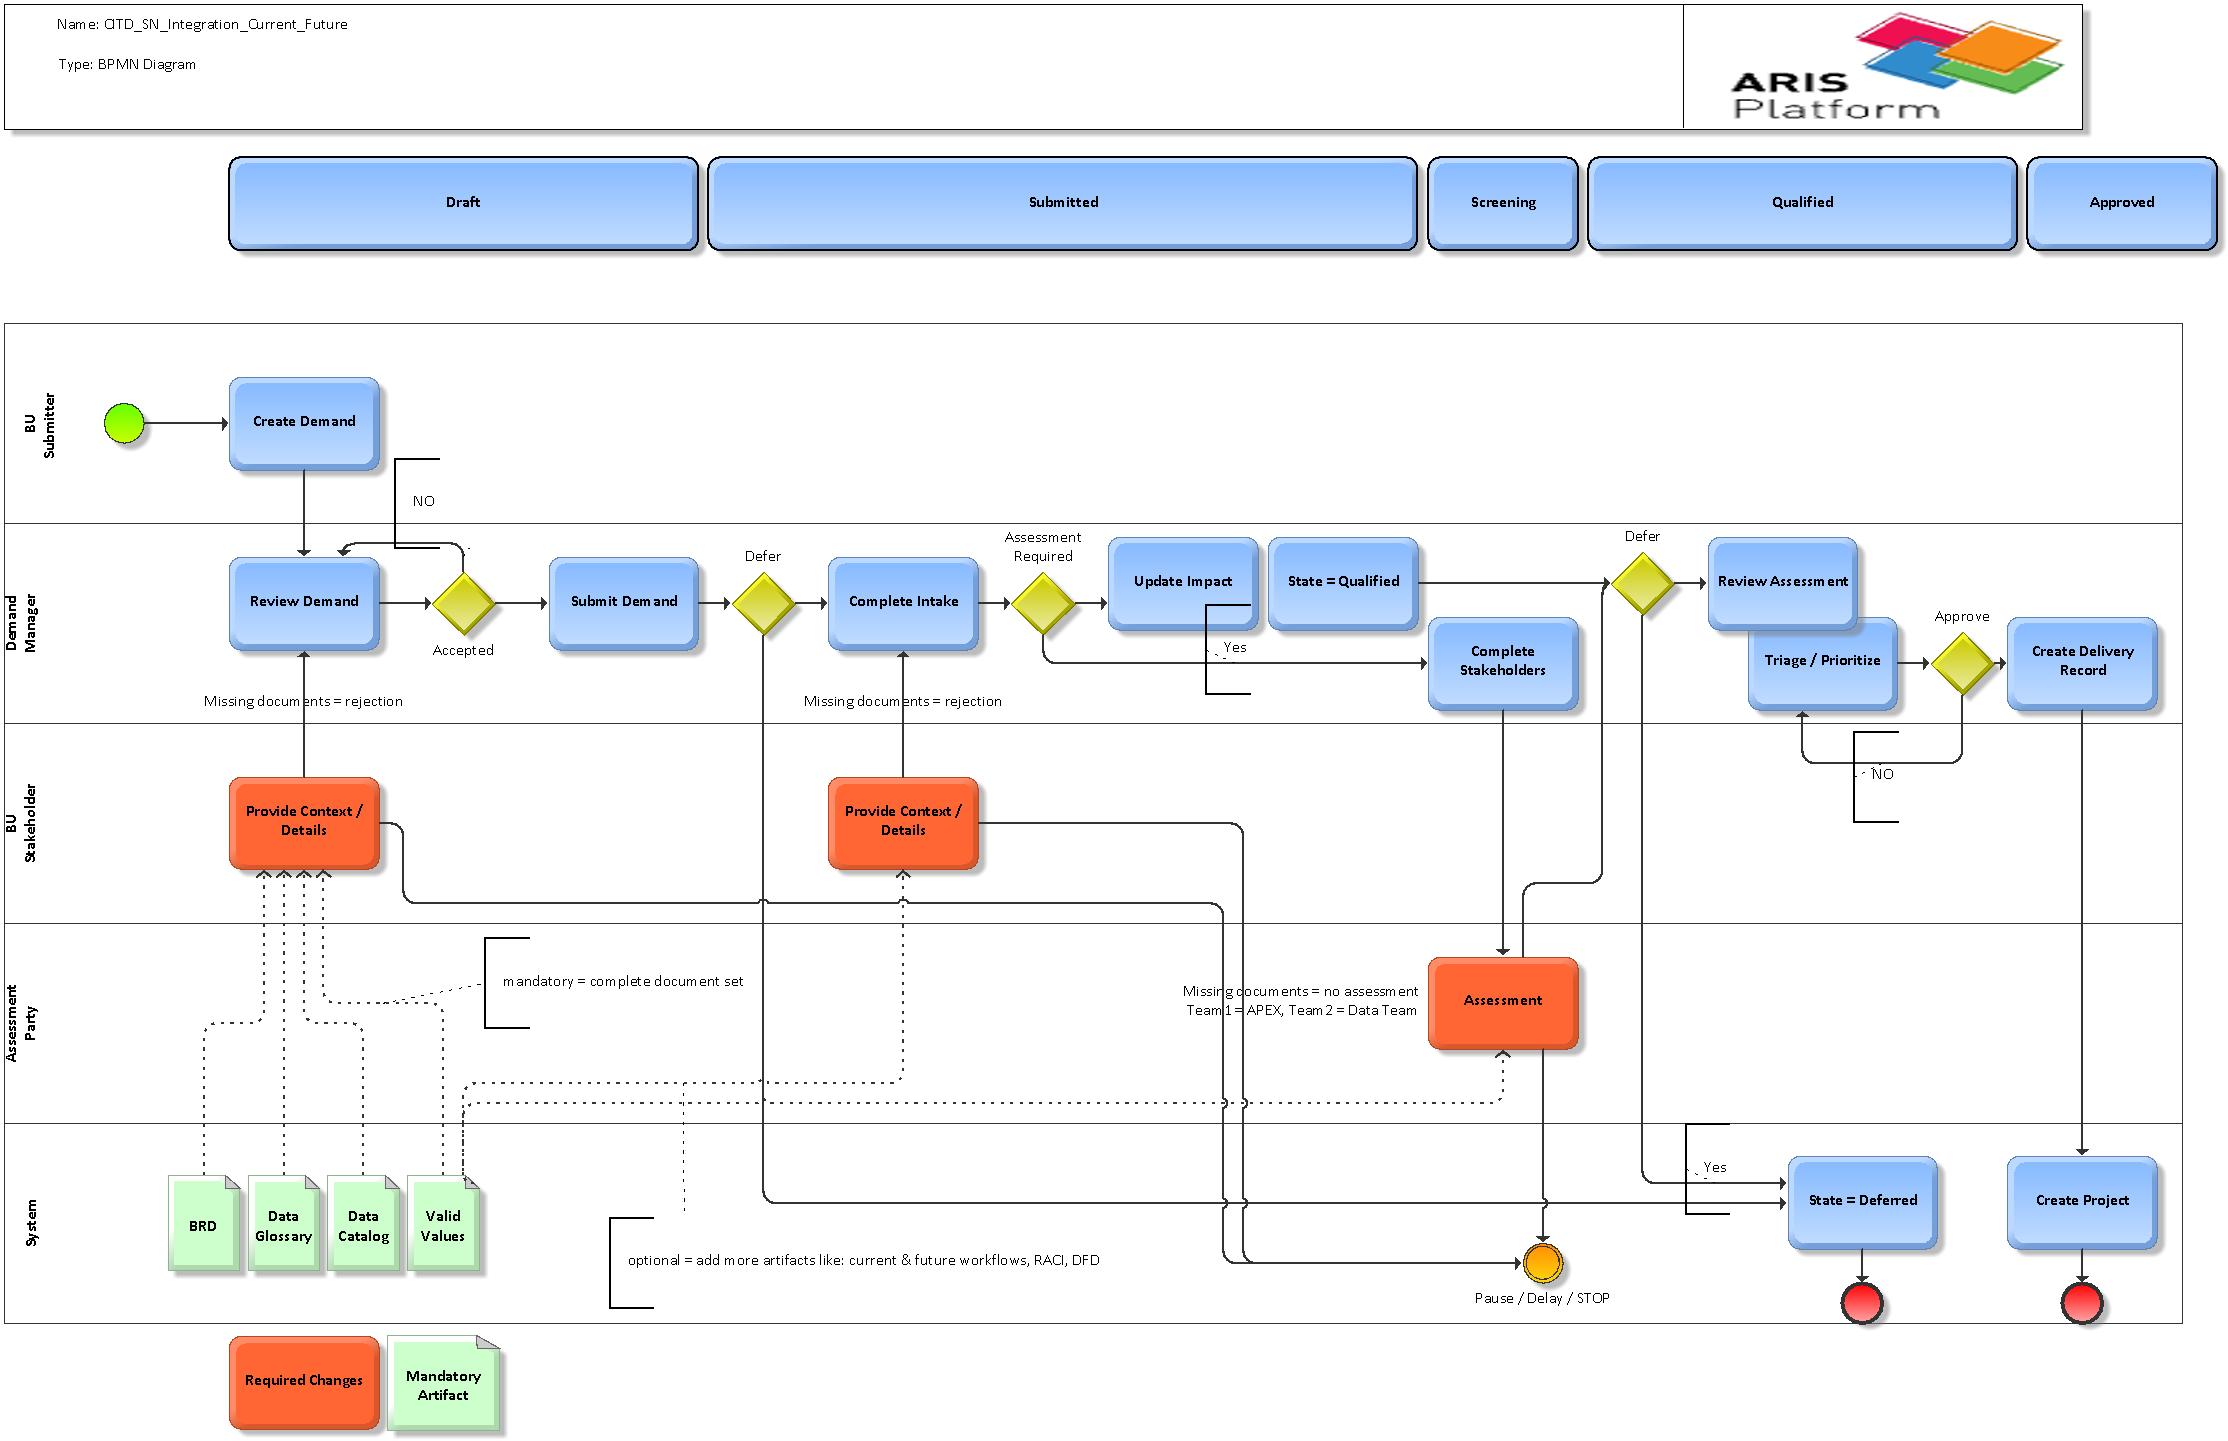 Name: CITD_SN_Integration_Current_Future
Type: BPMN Diagram
ARIS
Platform
Draft
Submitted
Screening
Qualified
Approved
BU
Submitter
Create Demand
NO
Demand
Manager
Review Demand
Accepted
Submit Demand
Defer
Complete Intake
Assessment
Required
Update Impact
State = Qualified
Yes
Complete
Stakeholders
Defer
Review Assessment
Triage / Prioritize
Approve
Create Delivery
Record
Missing documents = rejection
Missing documents = rejection
BU
Stakeholder
Provide Context /
Details
Provide Context /
Details
NO
Assessment
Party
mandatory = complete document set
Missing documents = no assessment
Team1 = APEX, Team2 = Data Team
Assessment
System
BRD
Data
Glossary
Data
Catalog
Valid
Values
optional = add more artifacts like: current & future workflows, RACI, DFD
Pause / Delay / STOP
Yes
State = Deferred
Create Project
Required Changes
Mandatory
Artifact